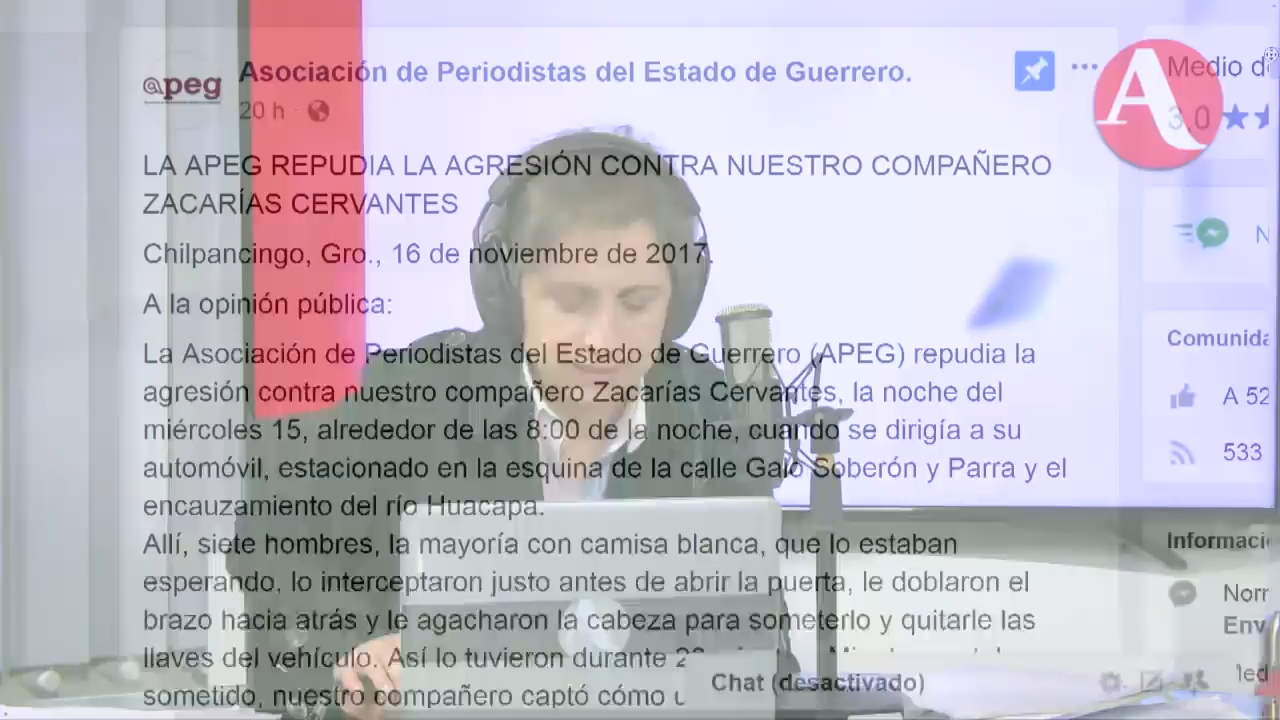 @apeg
Asociación de Periodistas del Estado de Guerrero.
20 h
LA APEG REPUDIA LA AGRESIÓN CONTRA NUESTRO COMPAÑERO
ZACARÍAS CERVANTES
Chilpancingo, Gro., 16 de noviembre de 2017.
A la opinión pública:
La Asociación de Periodistas del Estado de Guerrero (APEG) repudia la
agresión contra nuestro compañero Zacarías Cervantes, la noche del
miércoles 15, alrededor de las 8:00 de la noche, cuando se dirigía a su
automóvil, estacionado en la esquina de la calle Galo Soberón y Parra y el
encauzamiento del río Huacapa.
Allí, siete hombres, la mayoría con camisa blanca, que lo estaban
esperando, lo interceptaron justo antes de abrir la puerta, le doblaron el
brazo hacia atrás y le agacharon la cabeza para someterlo y quitarle las
llaves del vehículo. Así lo tuvieron durante
sometido, nuestro compañero captó cómo
Chat (desactivado)
A
Medio d
3.0
N
Comunida
A 52
533
Informaci
Norr
Env